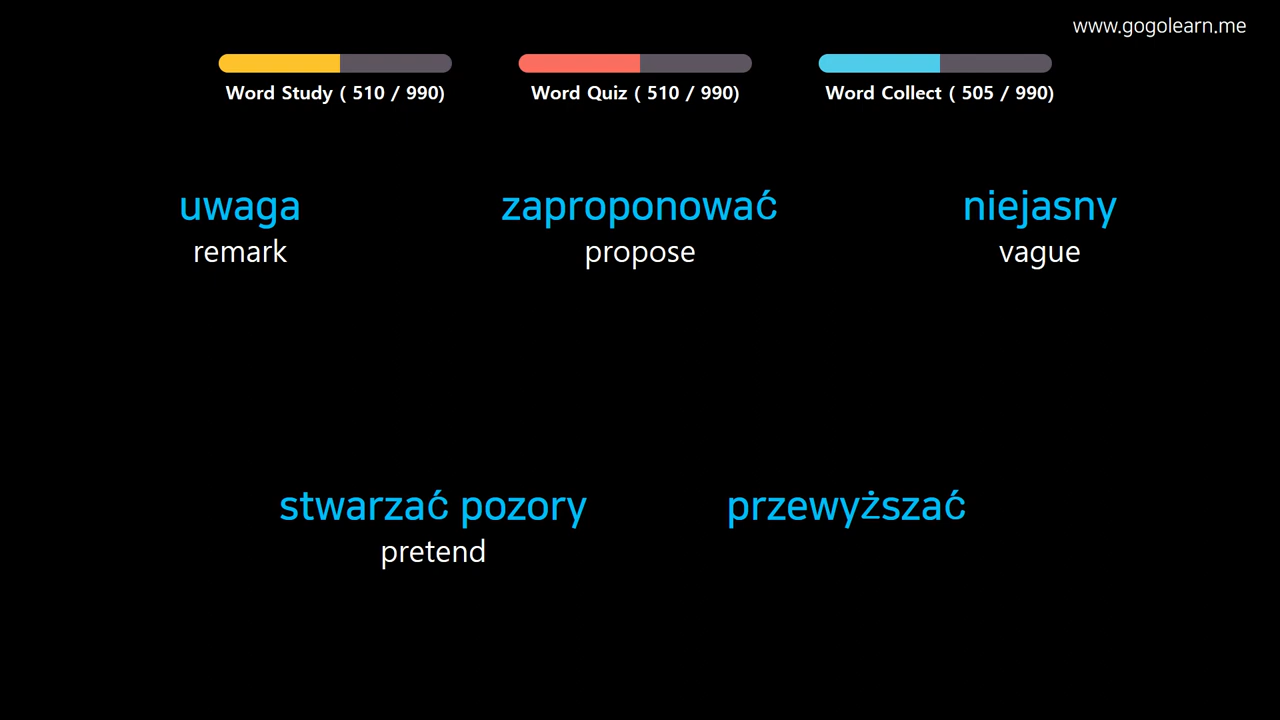 www.gogolearn.me
Word Study ( 510 / 990)
Word Quiz ( 510 / 990)
Word Collect ( 505 / 990)
uwaga
remark
zaproponować
propose
niejasny
vague
stwarzać pozory
pretend
przewyższać